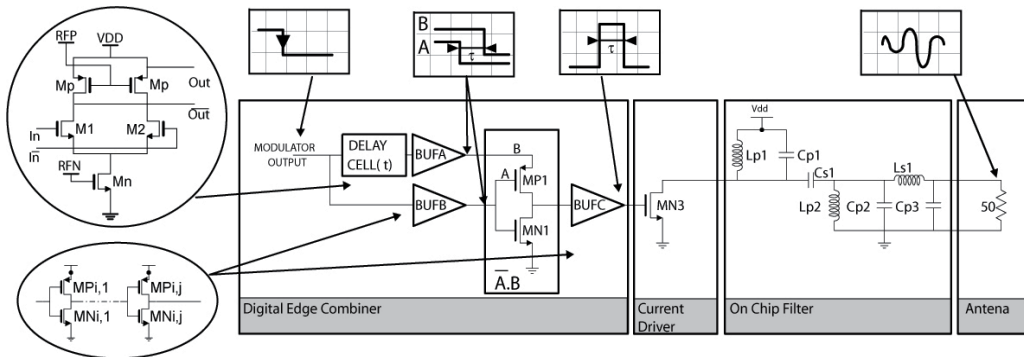 RFP
VDD
Mp
Mp
Out
Out
M1
M2
In
In
RFN
Mn
B
A
τ
τ
MODULATOR
OUTPUT
DELAY
CELL( t)
BUFA
BUFB
B
A
MP1
MN1
A.B
BUFC
MN3
Vdd
Lp1
Cp1
Cs1
Lp2
Cp2
Ls1
Cp3
50
MPi,1
MPi,j
MNi,1
MNi,j
Digital Edge Combiner
Current
Driver
On Chip Filter
Antena